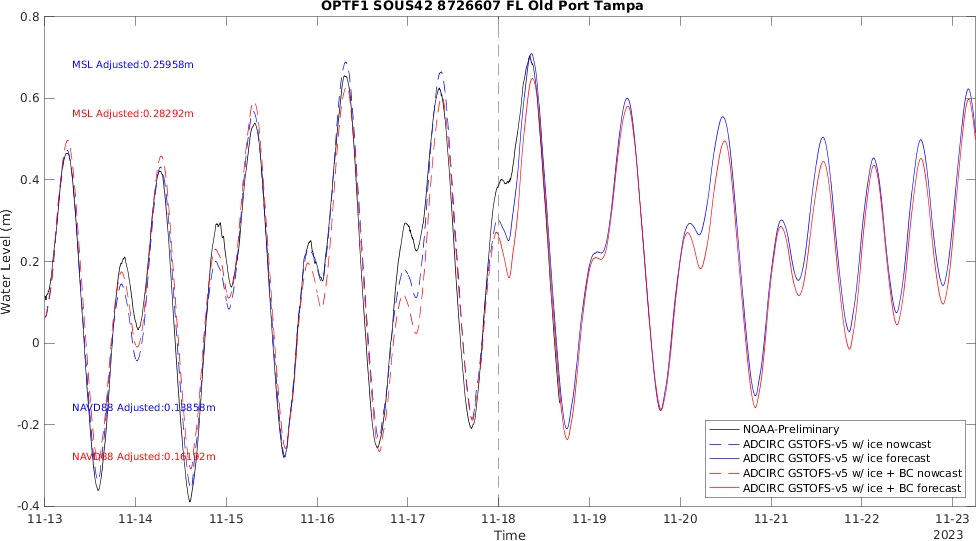 OPTF1 SOUS42 8726607 FL Old Port Tampa
0.8
MSL Adjusted:0.25958m
0.6
MSL Adjusted:0.28292m
0.4
Water Level (m)
0.2
0
NAVD88 Adjusted:0.13858m
-0.2
NOAA-Preliminary
ADCIRC GSTOFS-v5 w/ ice nowcast
NAVD88 Adjusted:0.16192m
ADCIRC GSTOFS-v5 w/ ice forecast
ADCIRC GSTOFS-v5 w/ ice + BC nowcast
ADCIRC GSTOFS-v5 w/ ice + BC forecast
-0.4
11-13 11-14 11-15 11-16 11-17 11-18 11-19 11-20 11-21 11-22 11-23
Time 2023